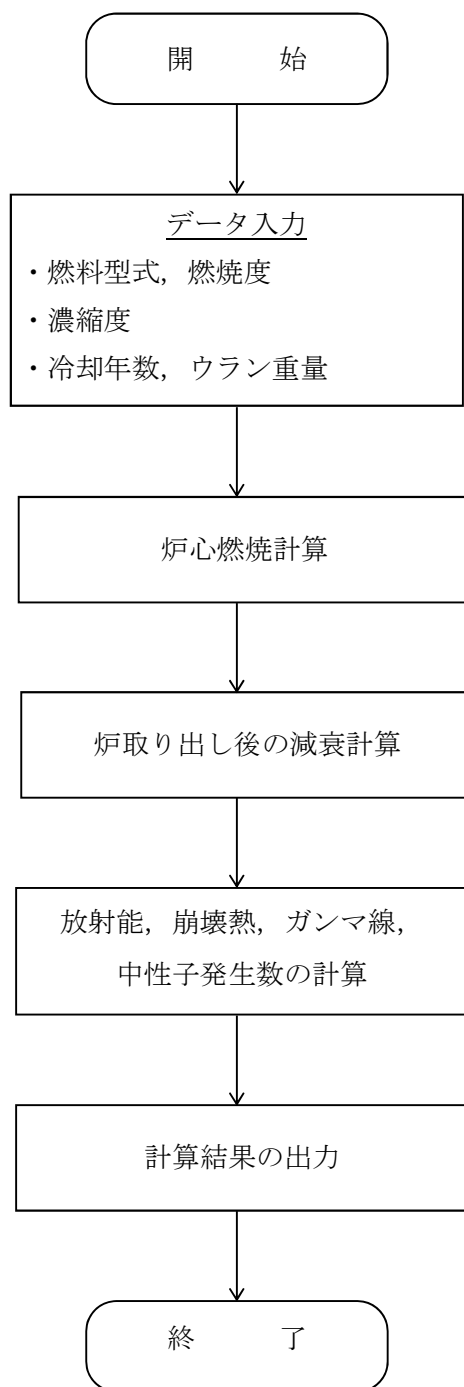 開　　　始
データ入力
・燃料型式，燃焼度
・濃縮度
・冷却年数，ウラン重量
炉心燃焼計算
炉取り出し後の減衰計算
放射能，崩壊熱，ガンマ線，
中性子発生数の計算
計算結果の出力
終　　　了